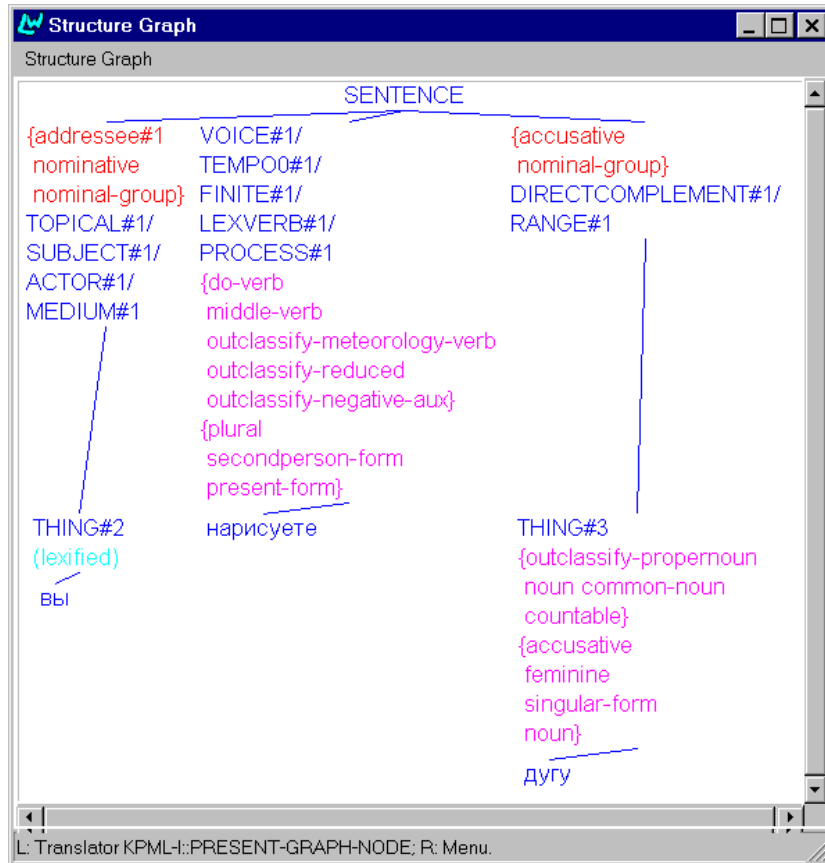 Structure Graph
Structure Graph
SENTENCE
{addressee#1
nominative
nominal-group}
TOPICAL#1/
SUBJECT#1/
ACTOR#1/
MEDIUM#1
THING#2
(lexified)
вы
VOICE#1/
TEMPO0#1/
FINITE#1/
LEXVERB#1/
PROCESS#1
{do-verb
middle-verb
outclassify-meteorology-verb
outclassify-reduced
outclassify-negative-aux}
{plural
secondperson-form
present-form}
нарисуете
{accusative
nominal-group}
DIRECTCOMPLEMENT#1/
RANGE#1
THING#3
{outclassify-propernoun
noun common-noun
countable}
{accusative
feminine
singular-form
noun}
дугу
L: Translator KPML-I::PRESENT-GRAPH-NODE; R: Menu.